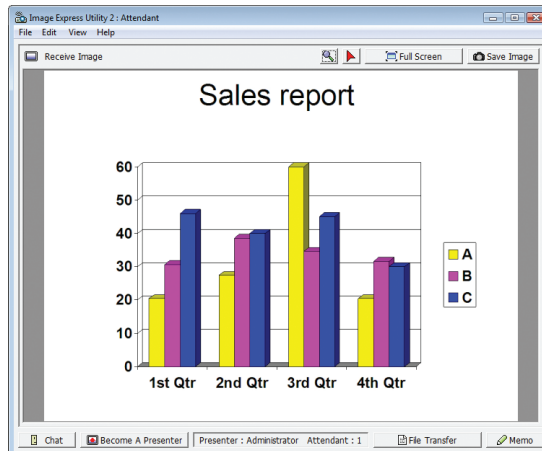 Image Express Utility 2 : Attendant
File Edit View Help
Receive Image
Full Screen
Save Image
Sales report
60
50
40
30
20
10
0
1st Qtr 2nd Qtr 3rd Qtr 4th Qtr
A
B
C
Chat
Become A Presenter
Presenter : Administrator Attendant : 1
File Transfer
Memo